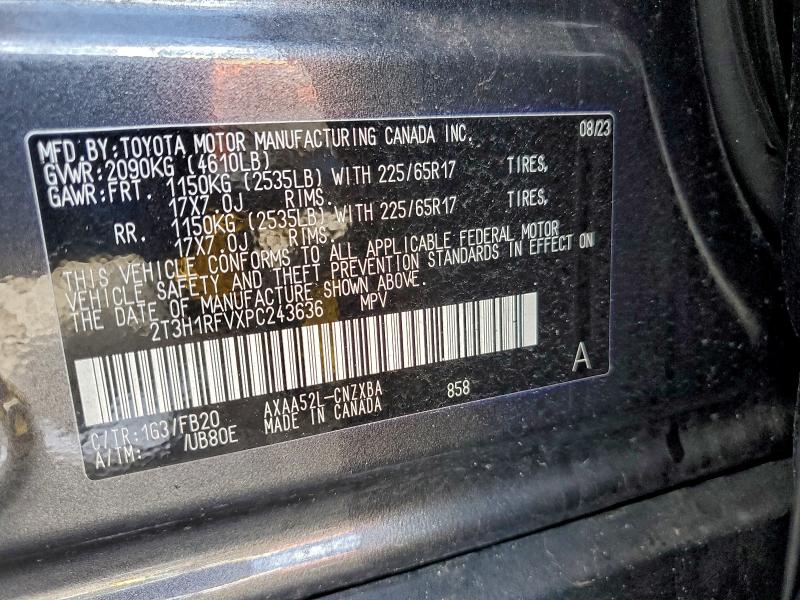 MFD.BY:TOYOTA MOTOR MANUFACTURING CANADA INC. 08/23
GVWR:2090KG (4610LB)
GAWR:FRT. 1150KG (2535LB) WITH 225/65R17 TIRES,
17X7.0J RIMS.
RR. 1150KG (2535LB) WITH 225/65R17 TIRES,
17X7.0J RIMS.
THIS VEHICLE CONFORMS TO ALL APPLICABLE FEDERAL MOTOR
VEHICLE SAFETY AND THEFT PREVENTION STANDARDS IN EFFECT ON
THE DATE OF MANUFACTURE SHOWN ABOVE.
2T3H1RFVXPC243636 MPV
A
C/TR:1G3/FB20 AXAA52L-CNZXBA 858
A/TM: /UB80E MADE IN CANADA